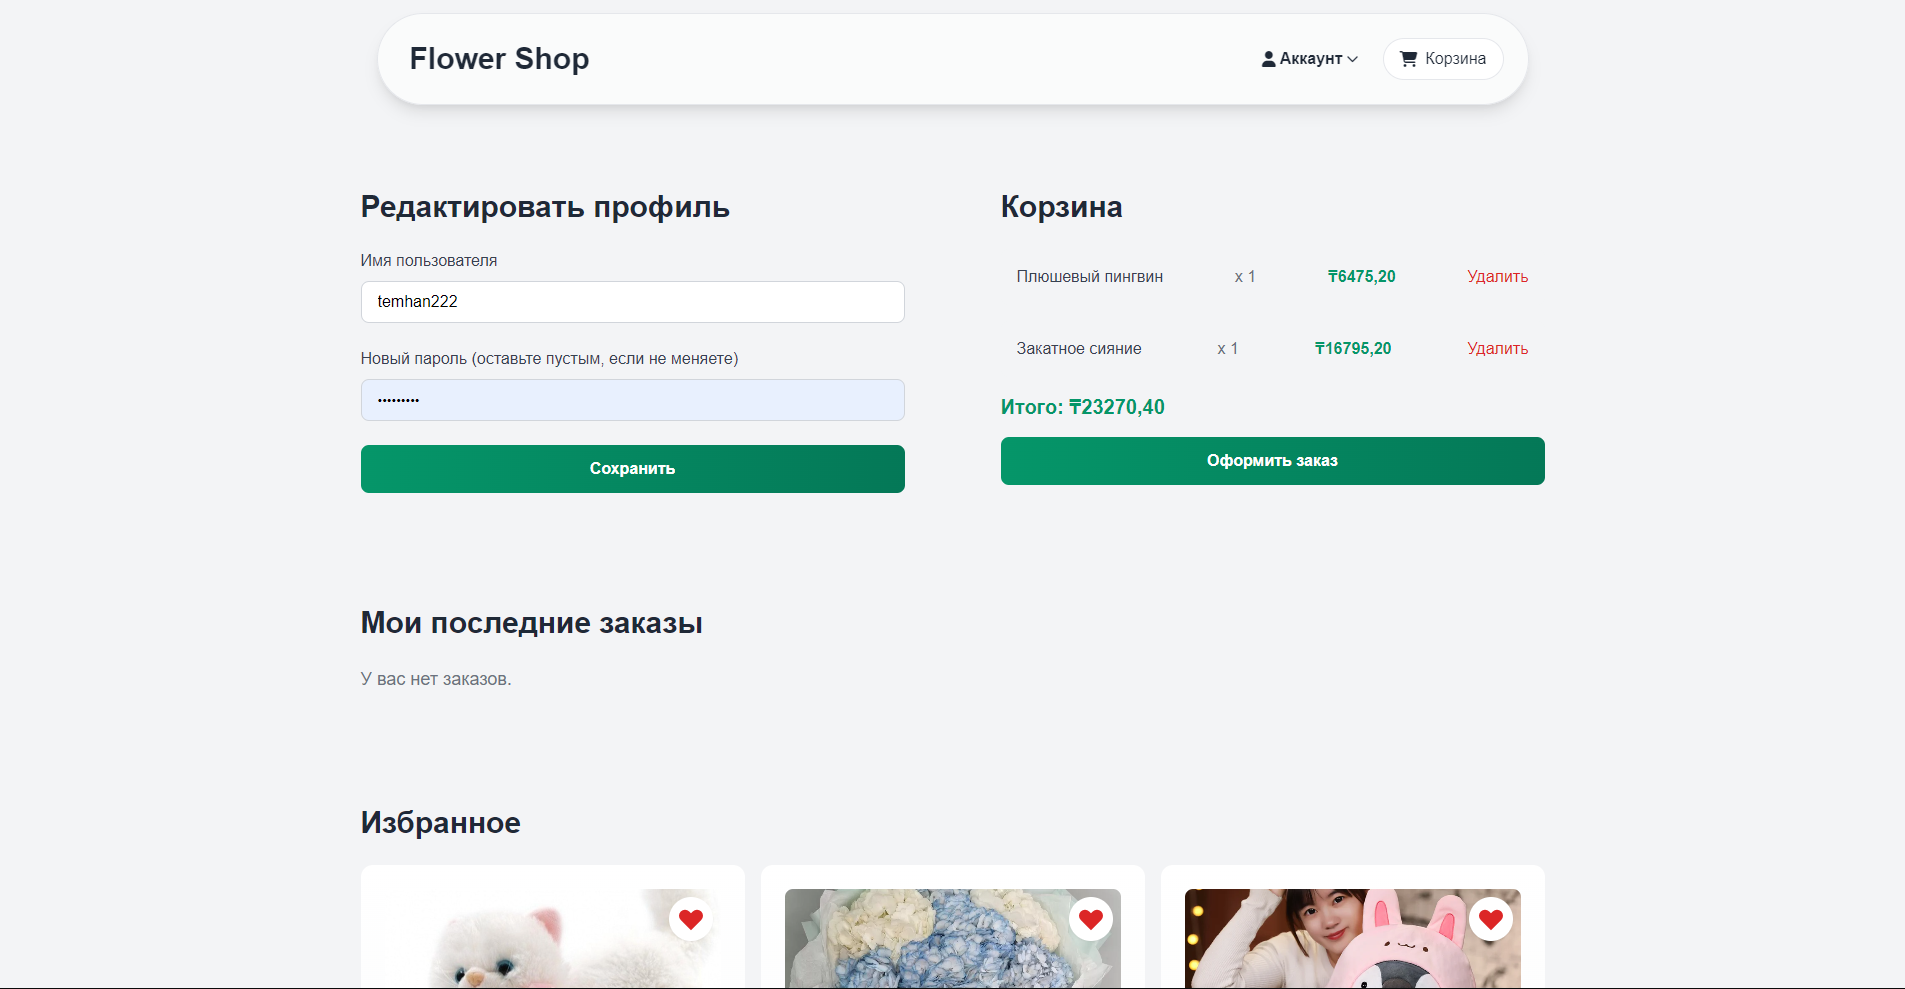 Flower Shop
Аккаунт
Корзина
Редактировать профиль
Имя пользователя
temhan222
Новый пароль (оставьте пустым, если не меняете)
•••••••••
Сохранить
Корзина
Плюшевый пингвин x 1 ₸6475,20 Удалить
Закатное сияние x 1 ₸16795,20 Удалить
Итого: ₸23270,40
Оформить заказ
Мои последние заказы
У вас нет заказов.
Избранное